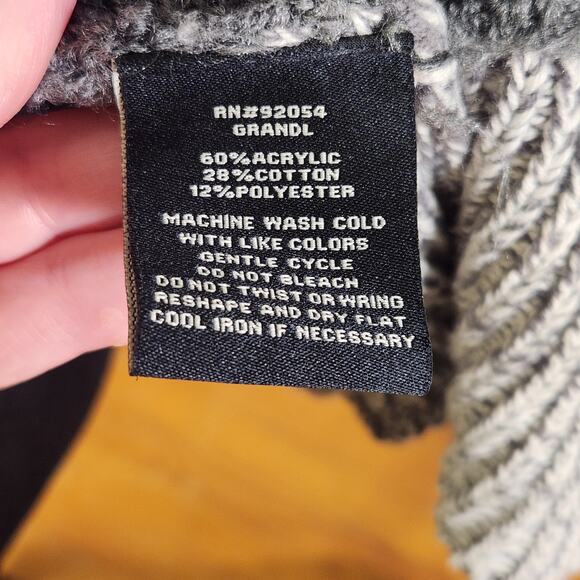 RN#92054
GRANDL
60%ACRYLIC
28%COTTON
12%POLYESTER
MACHINE WASH COLD
WITH LIKE COLORS
GENTLE CYCLE
DO NOT BLEACH
DO NOT TWIST OR WRING
RESHAPE AND DRY FLAT
COOL IRON IF NECESSARY